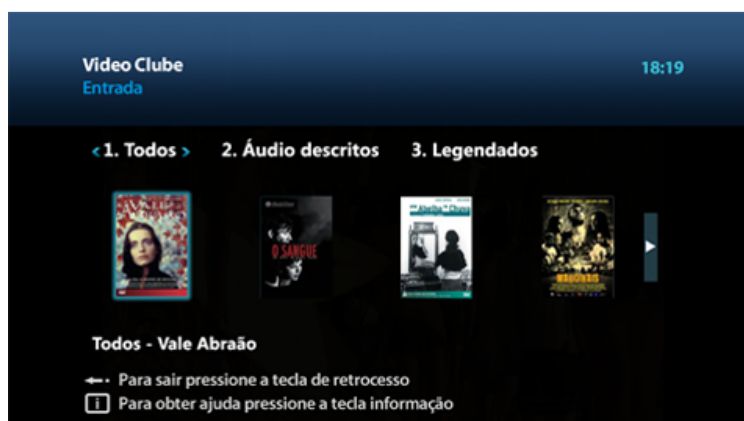 Video Clube
18:19
Entrada
< 1. Todos > 2. Áudio descritos 3. Legendados
O SANGUE
Todos - Vale Abraão
Para sair pressione a tecla de retrocesso
i Para obter ajuda pressione a tecla informação